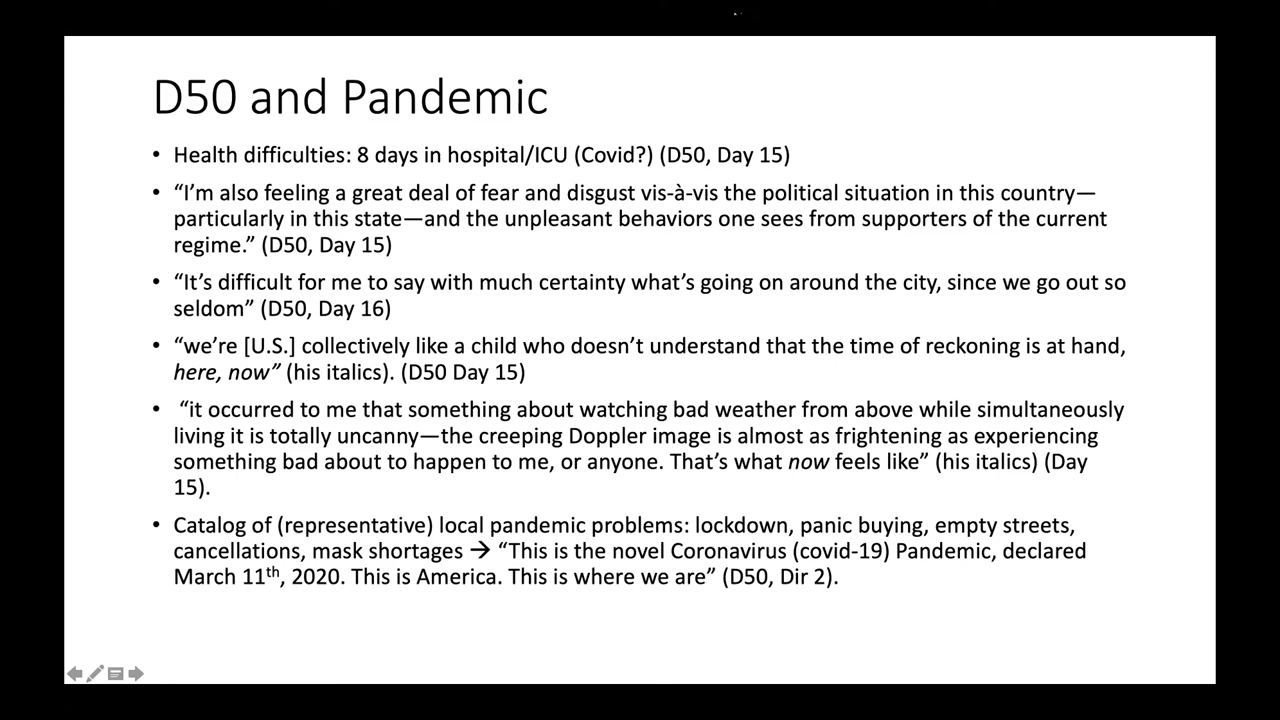 D50 and Pandemic
• Health difficulties: 8 days in hospital/ICU (Covid?) (D50, Day 15)
• “I’m also feeling a great deal of fear and disgust vis-à-vis the political situation in this country—
particularly in this state—and the unpleasant behaviors one sees from supporters of the current
regime.” (D50, Day 15)
• “It’s difficult for me to say with much certainty what’s going on around the city, since we go out so
seldom” (D50, Day 16)
• “we’re [U.S.] collectively like a child who doesn’t understand that the time of reckoning is at hand,
here, now” (his italics). (D50 Day 15)
• “it occurred to me that something about watching bad weather from above while simultaneously
living it is totally uncanny—the creeping Doppler image is almost as frightening as experiencing
something bad about to happen to me, or anyone. That’s what now feels like” (his italics) (Day
15).
• Catalog of (representative) local pandemic problems: lockdown, panic buying, empty streets,
cancellations, mask shortages → “This is the novel Coronavirus (covid-19) Pandemic, declared
March 11th, 2020. This is America. This is where we are” (D50, Dir 2).